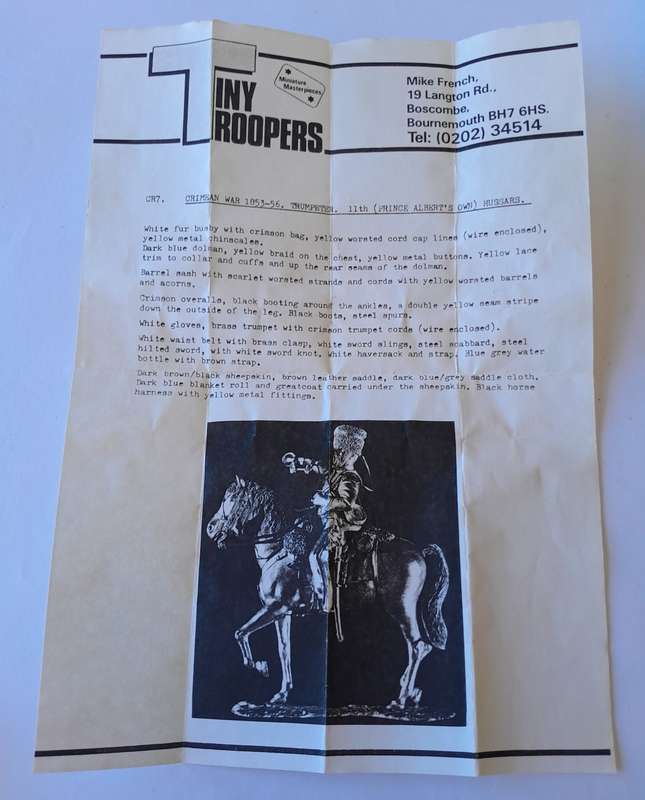 TINY
TROOPERS
Miniature
Masterpieces
Mike French,
19 Langton Rd.,
Boscombe,
Bournemouth BH7 6HS.
Tel: (0202) 34514
CR7. CRIMEAN WAR 1853-56. TRUMPETER. 11th (PRINCE ALBERT'S OWN) HUSSARS.
White fur busby with crimson bag, yellow worsted cord cap lines (wire enclosed),
yellow metal chinscales.
Dark blue dolman, yellow braid on the chest, yellow metal buttons. Yellow lace
trim to collar and cuffs and up the rear seams of the dolman.
Barrel sash with scarlet worsted strands and cords with yellow worsted barrels
and acorns.
Crimson overalls, black booting around the ankles, a double yellow seam stripe
down the outside of the leg. Black boots, steel spurs.
White gloves, brass trumpet with crimson trumpet cords (wire enclosed).
White waist belt with brass clasp, white sword slings, steel scabbard, steel
hilted sword, with white sword knot, white haversack and strap. Blue grey water
bottle with brown strap.
Dark brown/black sheepskin, brown leather saddle, dark blue/grey saddle cloth.
Dark blue blanket roll and greatcoat carried under the sheepskin. Black horse
harness with yellow metal fittings.